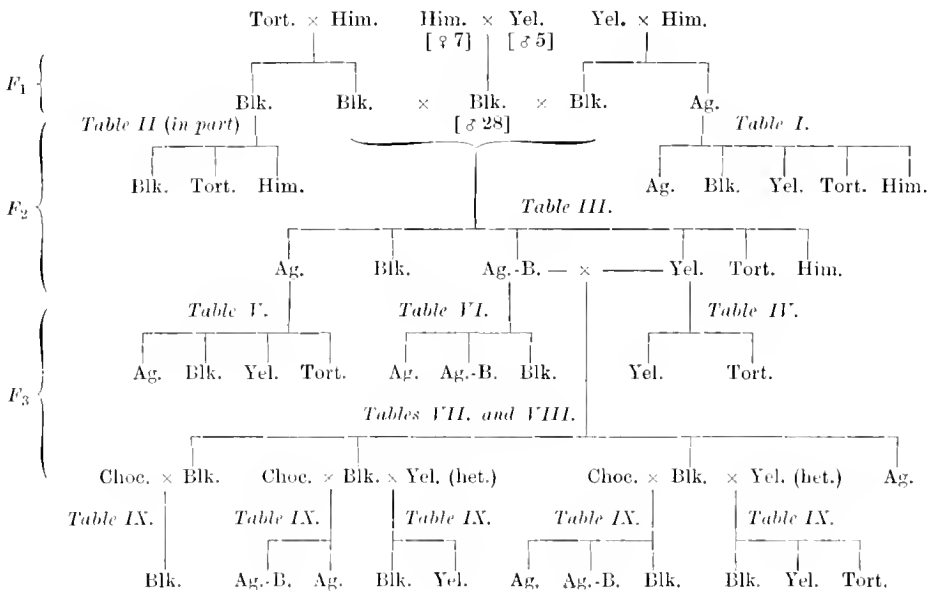 Tort. × Him. Him. × Yel. Yel. × Him.
[♀ 7] [♂ 5]
F₁
Blk. Blk. × Blk. × Blk. Ag.
Table II (in part) [♂ 28] Table I.
Blk. Tort. Him. Ag. Blk. Yel. Tort. Him.
F₂
Table III.
Ag. Blk. Ag.-B. × Yel. Tort. Him.
Table V. Table VI. Table IV.
Ag. Blk. Yel. Tort. Ag. Ag.-B. Blk. Yel. Tort.
F₃
Tables VII. and VIII.
Choc. × Blk. Choc. × Blk. × Yel. (het.) Choc. × Blk. × Yel. (het.) Ag.
Table IX. Table IX. Table IX. Table IX. Table IX.
Blk. Ag.-B. Ag. Blk. Yel. Ag. Ag.-B. Blk. Blk. Yel. Tort.